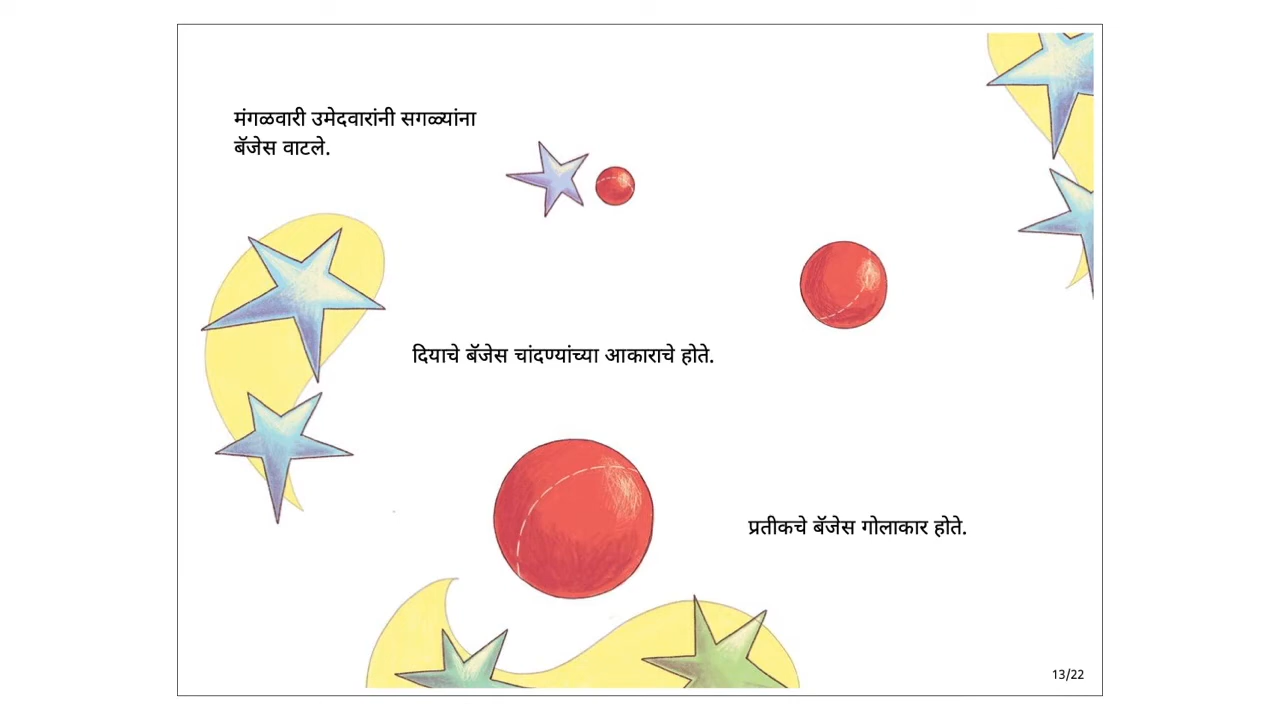 मंगळवारी उमेदवारांनी सगळ्यांना
बॅजेस वाटले.
दियाचे बॅजेस चांदण्यांच्या आकाराचे होते.
प्रतीकचे बॅजेस गोलाकार होते.
13/22